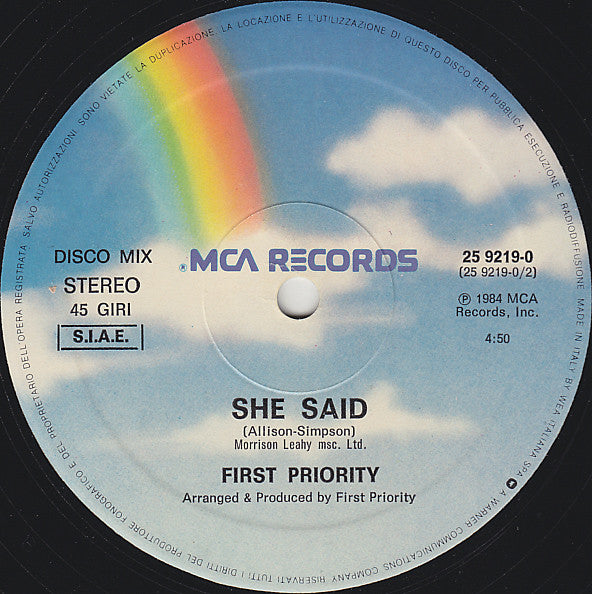 SALVO AUTORIZZAZIONI, SONO VIETATE LA DUPLICAZIONE, LA LOCAZIONE E L'UTILIZZAZIONE DI QUESTO DISCO PER PUBBLICA ESECUZIONE E RADIODIFFUSIONE MADE IN ITALY BY WEA ITALIANA SPA
DISCO MIX
STEREO
45 GIRI
S.I.A.E.
® MCA RECORDS
25 9219-0
(25 9219-0/2)
℗ 1984 MCA
Records, Inc.
4:50
SHE SAID
(Allison-Simpson)
Morrison Leahy msc. Ltd.
FIRST PRIORITY
Arranged & Produced by First Priority
A WARNER COMMUNICATIONS COMPANY RISERVATI TUTTI I DIRITTI DEL PRODUTTORE FONOGRAFICO E DEL PROPRIETARIO DELL'OPERA REGISTRATA